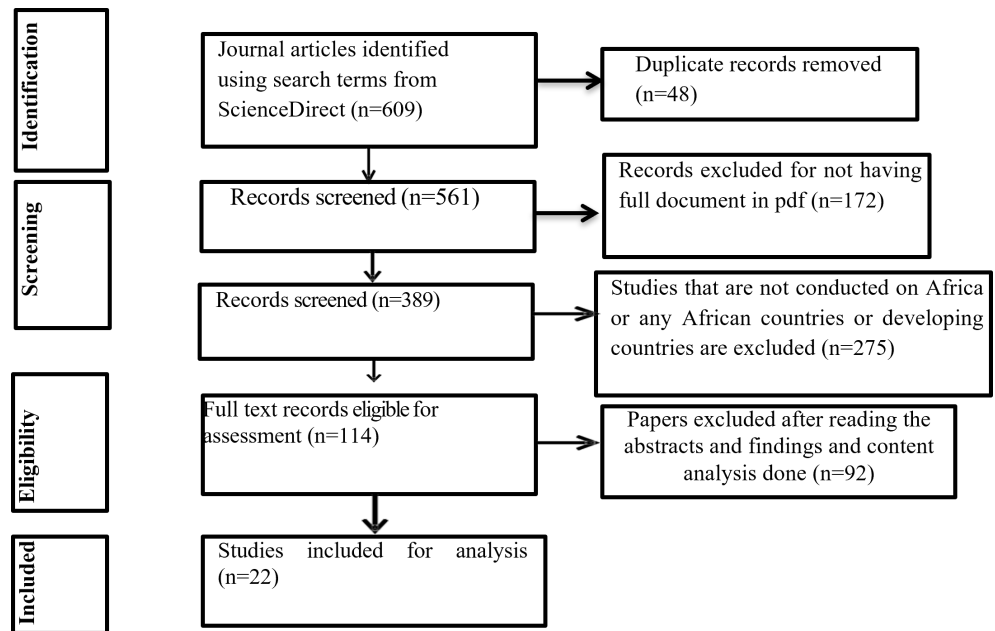 Identification
Journal articles identified
using search terms from
ScienceDirect (n=609)
Duplicate records removed
(n=48)
Screening
Records screened (n=561)
Records excluded for not having
full document in pdf (n=172)
Records screened (n=389)
Studies that are not conducted on Africa
or any African countries or developing
countries are excluded (n=275)
Eligibility
Full text records eligible for
assessment (n=114)
Papers excluded after reading the
abstracts and findings and content
analysis done (n=92)
Included
Studies included for analysis
(n=22)